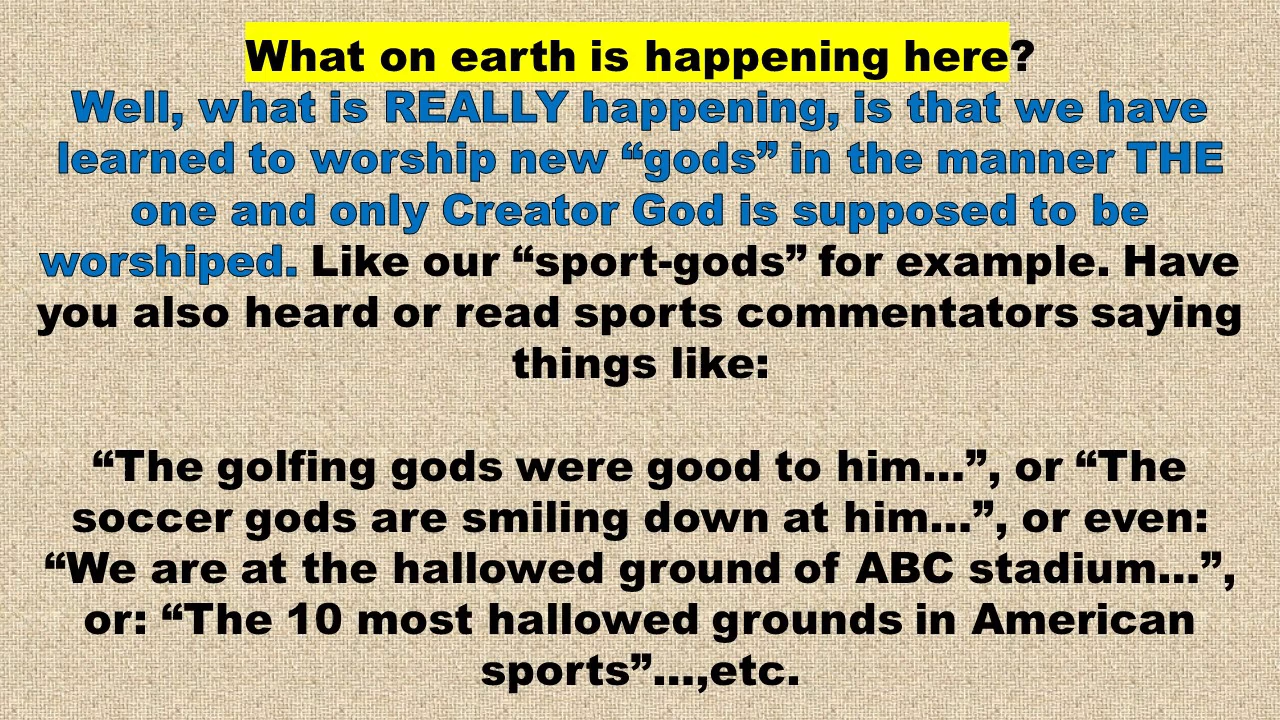 What on earth is happening here?
Well, what is REALLY happening, is that we have
learned to worship new “gods” in the manner THE
one and only Creator God is supposed to be
worshiped. Like our “sport-gods” for example. Have
you also heard or read sports commentators saying
things like:
“The golfing gods were good to him…”, or “The
soccer gods are smiling down at him…”, or even:
“We are at the hallowed ground of ABC stadium…”,
or: “The 10 most hallowed grounds in American
sports”…,etc.